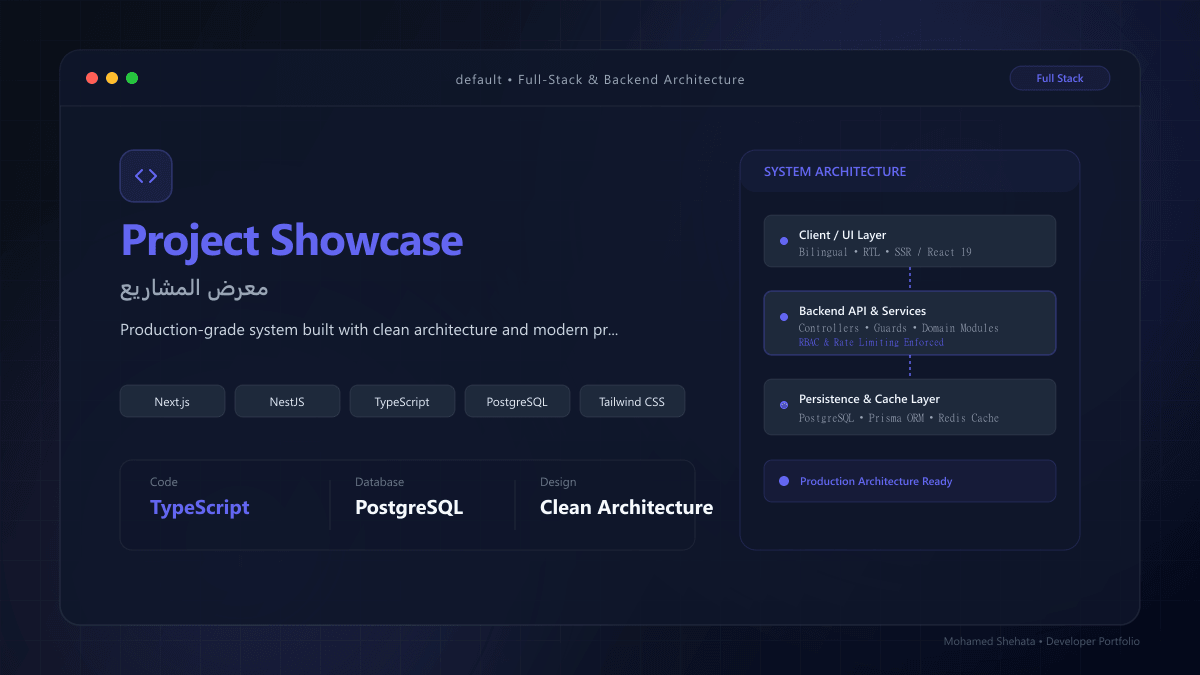 default • Full-Stack & Backend Architecture
Full Stack
Project Showcase
معرض المشاريع
Production-grade system built with clean architecture and modern pr...
Next.js
NestJS
TypeScript
PostgreSQL
Tailwind CSS
Code
TypeScript
Database
PostgreSQL
Design
Clean Architecture
SYSTEM ARCHITECTURE
Client / UI Layer
Bilingual • RTL • SSR / React 19
Backend API & Services
Controllers • Guards • Domain Modules
RBAC & Rate Limiting Enforced
Persistence & Cache Layer
PostgreSQL • Prisma ORM • Redis Cache
Production Architecture Ready
Mohamed Shehata • Developer Portfolio